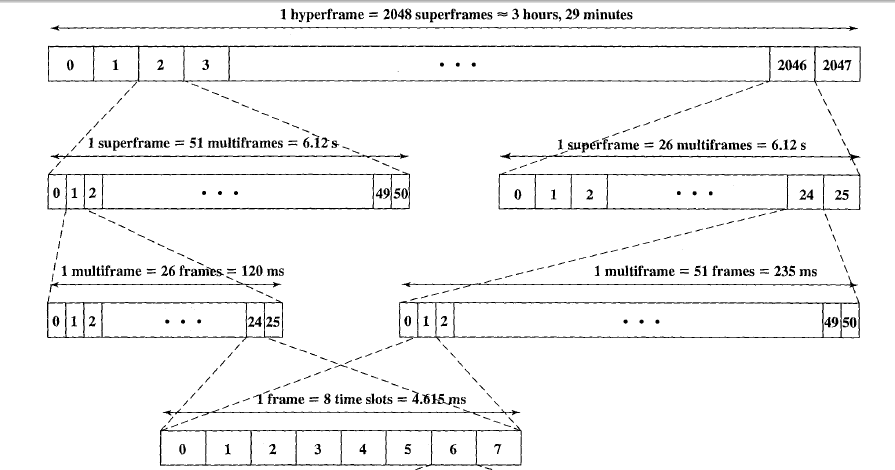 1 hyperframe = 2048 superframes ≈ 3 hours, 29 minutes
0 1 2 3 • • • 2046 2047
1 superframe = 51 multiframes = 6.12 s
1 superframe = 26 multiframes = 6.12 s
0 1 2 • • • 49 50
0 1 2 • • • 24 25
1 multiframe = 26 frames = 120 ms
1 multiframe = 51 frames = 235 ms
0 1 2 • • • 24 25
0 1 2 • • • 49 50
1 frame = 8 time slots = 4.615 ms
0 1 2 3 4 5 6 7